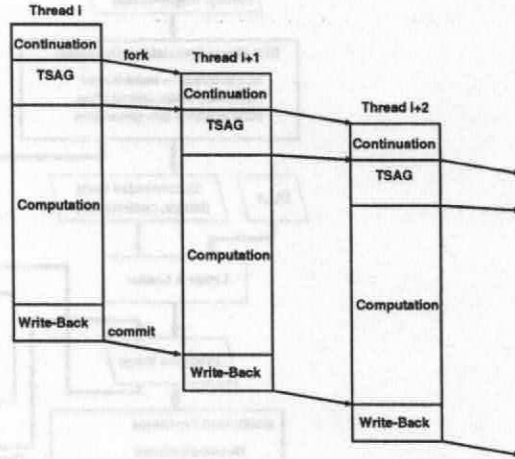 Thread i
Continuation
fork
Thread i+1
TSAG
Continuation
TSAG
Thread i+2
Continuation
TSAG
Computation
Computation
Computation
Write-Back
commit
Write-Back
Write-Back